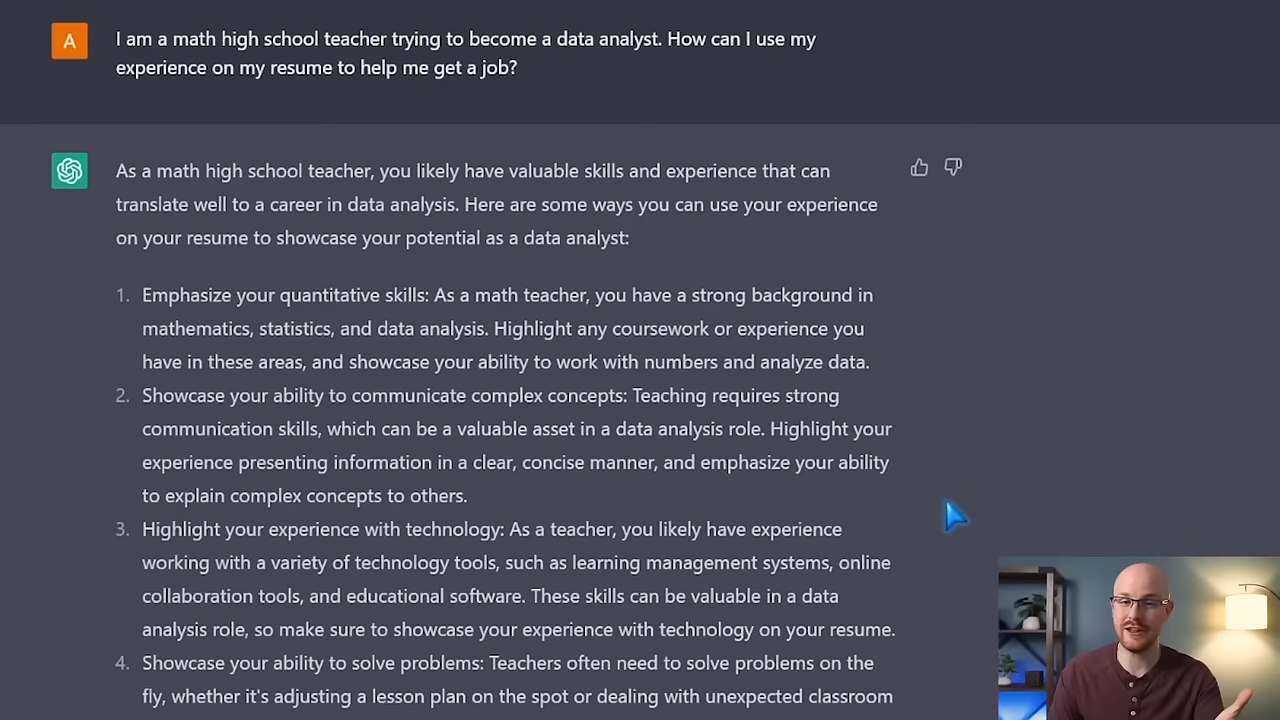 A
I am a math high school teacher trying to become a data analyst. How can I use my
experience on my resume to help me get a job?
As a math high school teacher, you likely have valuable skills and experience that can
translate well to a career in data analysis. Here are some ways you can use your experience
on your resume to showcase your potential as a data analyst:
1. Emphasize your quantitative skills: As a math teacher, you have a strong background in
mathematics, statistics, and data analysis. Highlight any coursework or experience you
have in these areas, and showcase your ability to work with numbers and analyze data.
2. Showcase your ability to communicate complex concepts: Teaching requires strong
communication skills, which can be a valuable asset in a data analysis role. Highlight your
experience presenting information in a clear, concise manner, and emphasize your ability
to explain complex concepts to others.
3. Highlight your experience with technology: As a teacher, you likely have experience
working with a variety of technology tools, such as learning management systems, online
collaboration tools, and educational software. These skills can be valuable in a data
analysis role, so make sure to showcase your experience with technology on your resume.
4. Showcase your ability to solve problems: Teachers often need to solve problems on the
fly, whether it's adjusting a lesson plan on the spot or dealing with unexpected classroom